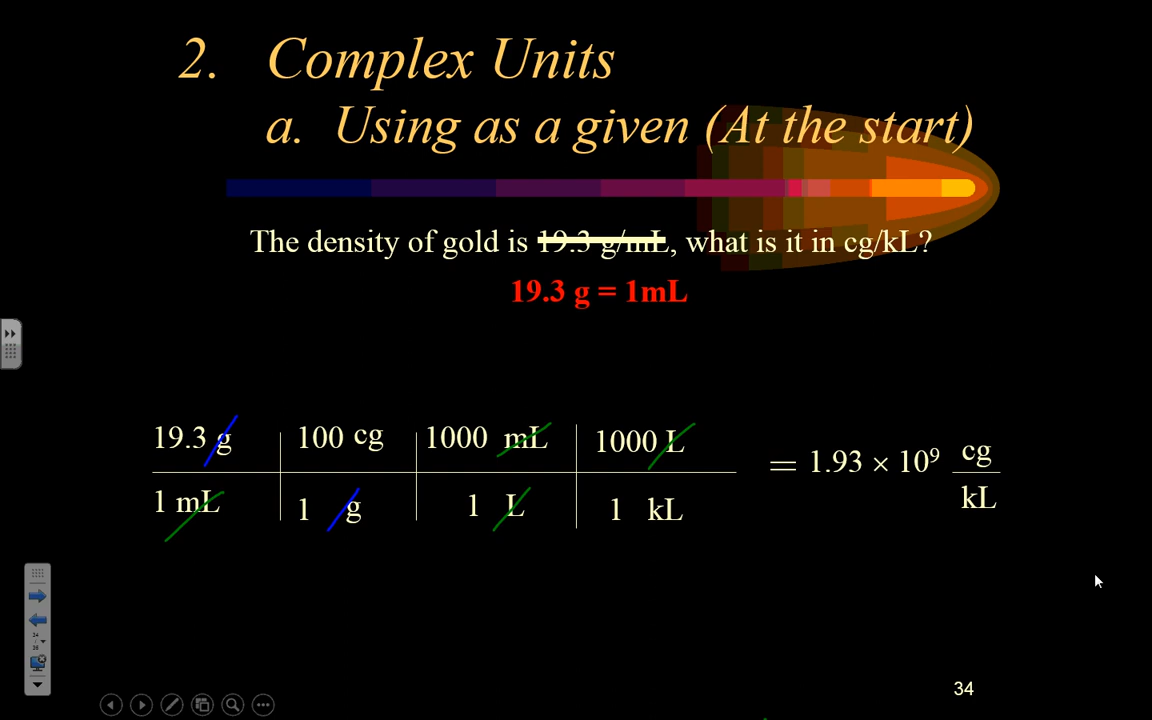 2. Complex Units
a. Using as a given (At the start)
The density of gold is 19.3 g/mL, what is it in cg/kL?
19.3 g = 1mL
19.3 g 100 cg 1000 mL 1000 L
= 1.93 × 10⁹ cg
1 mL 1 g 1 L 1 kL
kL
34